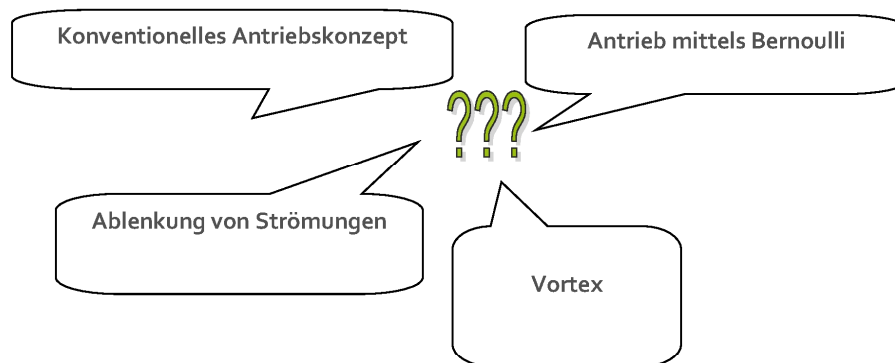 Konventionelles Antriebskonzept
Antrieb mittels Bernoulli
???
Ablenkung von Strömungen
Vortex